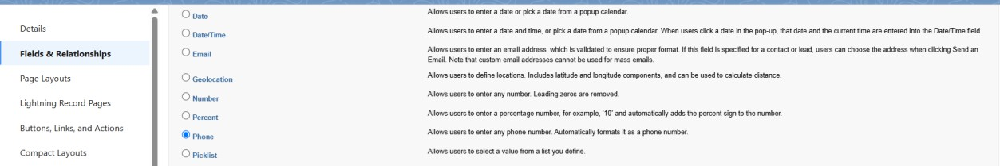 Details
Fields & Relationships
Page Layouts
Lightning Record Pages
Buttons, Links, and Actions
Compact Layouts
Date
Allows users to enter a date or pick a date from a popup calendar.
Date/Time
Allows users to enter a date and time, or pick a date from a popup calendar. When users click a date in the pop-up, that date and the current time are entered into the Date/Time field.
Email
Allows users to enter an email address, which is validated to ensure proper format. If this field is specified for a contact or lead, users can choose the address when clicking Send an
Email. Note that custom email addresses cannot be used for mass emails.
Geolocation
Allows users to define locations. Includes latitude and longitude components, and can be used to calculate distance.
Number
Allows users to enter any number. Leading zeros are removed.
Percent
Allows users to enter a percentage number, for example, '10' and automatically adds the percent sign to the number.
Phone
Allows users to enter any phone number. Automatically formats it as a phone number.
Picklist
Allows users to select a value from a list you define.